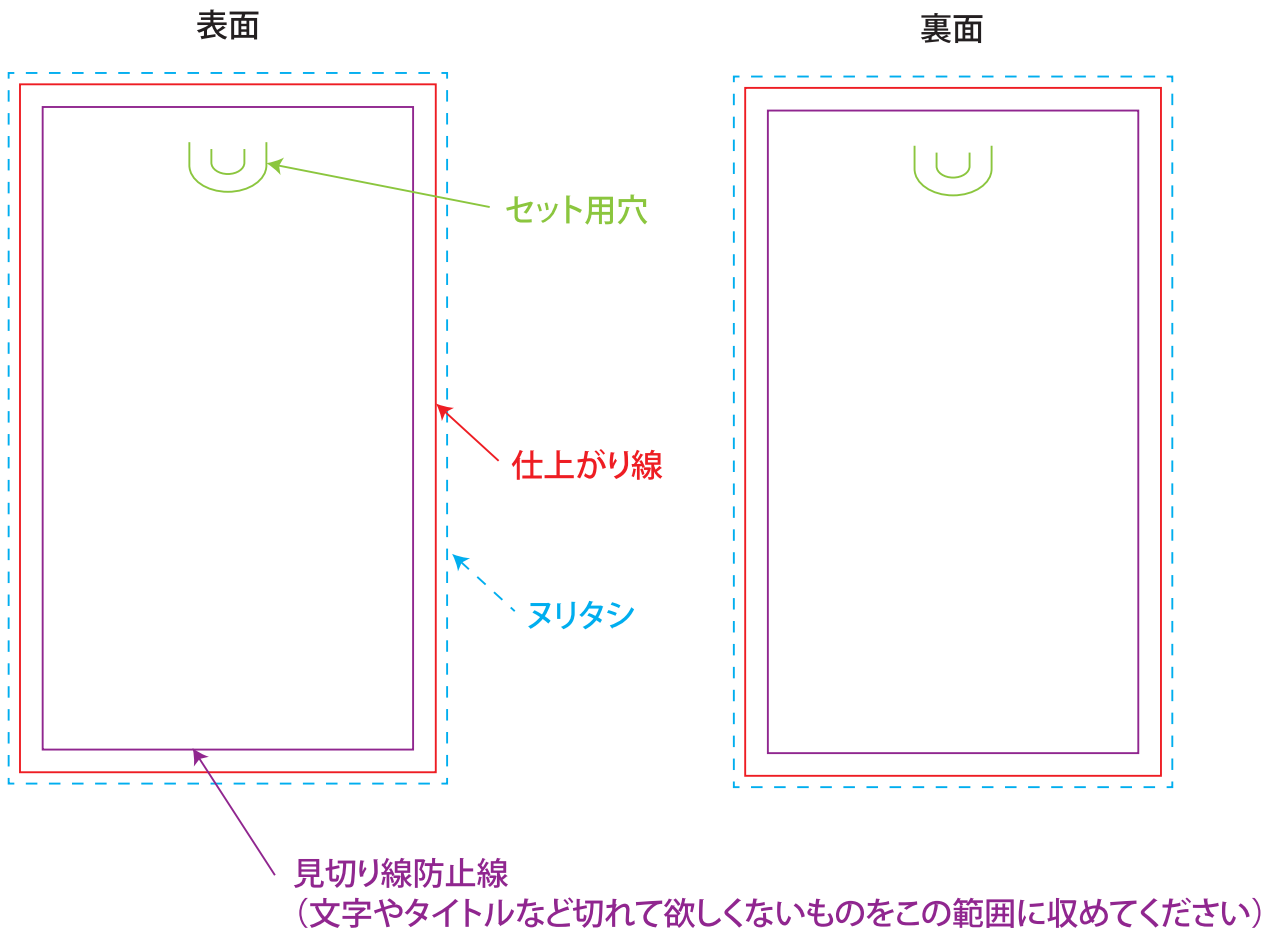 表面
裏面
セット用穴
仕上がり線
ヌリタシ
見切り線防止線
（文字やタイトルなど切れて欲しくないものをこの範囲に収めてください）